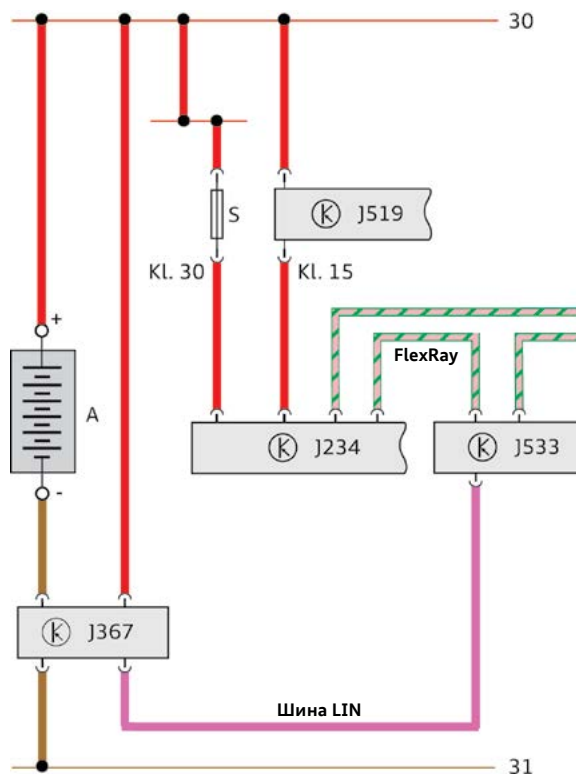 30
S
J519
Kl. 30
Kl. 15
+
FlexRay
A
J234
J533
-
J367
Шина LIN
31